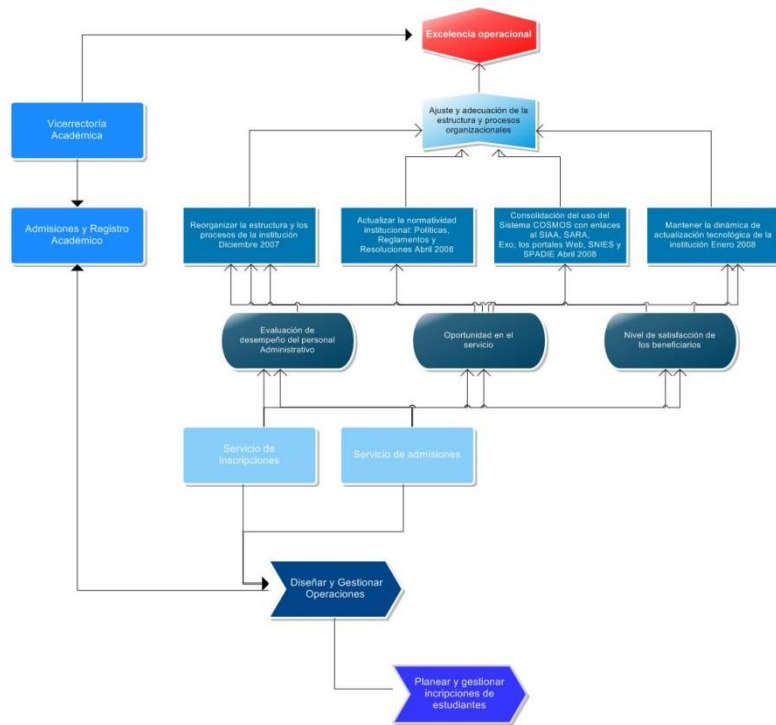 Excelencia operacional
Vicerrectoría
Académica
Ajuste y adecuación de la
estructura y procesos
organizacionales
Admisiones y Registro
Académico
Reorganizar la estructura y los
procesos de la institución
Diciembre 2007
Actualizar la normatividad
institucional: Políticas,
Reglamentos y
Resoluciones Abril 2008
Consolidación del uso del
Sistema COSMOS con enlaces
al SIAA, SARA,
Exo, los portales Web, SNIES y
SPADIE Abril 2008
Mantener la dinámica de
actualización tecnológica de la
institución Enero 2008
Evaluación de
desempeño del personal
Administrativo
Oportunidad en el
servicio
Nivel de satisfacción de
los beneficiarios
Servicio de
Inscripciones
Servicio de admisiones
Diseñar y Gestionar
Operaciones
Planear y gestionar
incripciones de
estudiantes